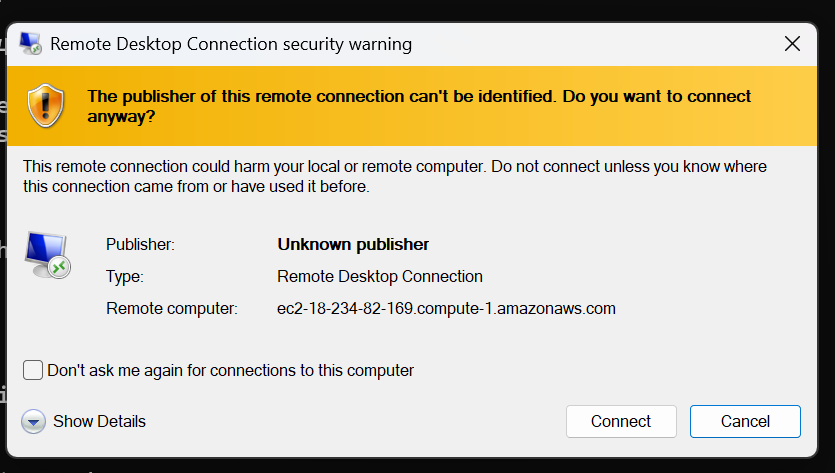 Remote Desktop Connection security warning
The publisher of this remote connection can't be identified. Do you want to connect
anyway?
This remote connection could harm your local or remote computer. Do not connect unless you know where
this connection came from or have used it before.
Publisher: Unknown publisher
Type: Remote Desktop Connection
Remote computer: ec2-18-234-82-169.compute-1.amazonaws.com
Don't ask me again for connections to this computer
Show Details Connect Cancel